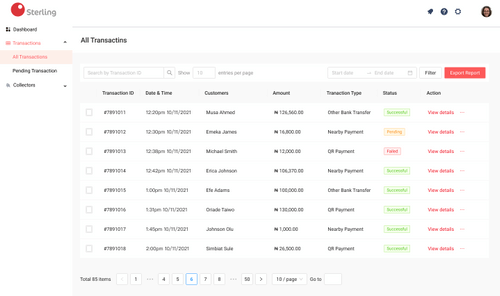 Sterling
Dashboard
Transactions
All Transactions
Pending Transaction
Collectors
All Transactins
Search by Transaction ID
Show 10 entries per page
Start date → End date
Filter
Export Report
Transaction ID Date & Time Customers Amount Transaction Type Status Action
#7891011 12:20pm 10/11/2021 Musa Ahmed ₦ 126,560.00 Other Bank Transfer Successful View details ···
#7891012 12:30pm 10/11/2021 Emeka James ₦ 16,800.00 Nearby Payment Pending View details ···
#7891013 12:38pm 10/11/2021 Michael Smith ₦ 12,000.00 QR Payment Failed View details ···
#7891014 12:42pm 10/11/2021 Erica Johnson ₦ 106,370.00 Nearby Payment Successful View details ···
#7891015 1:00pm 10/11/2021 Efe Adams ₦ 100,000.00 Other Bank Transfer Successful View details ···
#7891016 1:31pm 10/11/2021 Oriade Taiwo ₦ 130,000.00 QR Payment Successful View details ···
#7891017 1:45pm 10/11/2021 Johnson Olu ₦ 1,000.00 Nearby Payment Successful View details ···
#7891018 2:00pm 10/11/2021 Simbiat Sule ₦ 26,500.00 QR Payment Successful View details ···
Total 85 items < 1 ··· 4 5 6 7 8 ··· 50 > 10 / page Go to